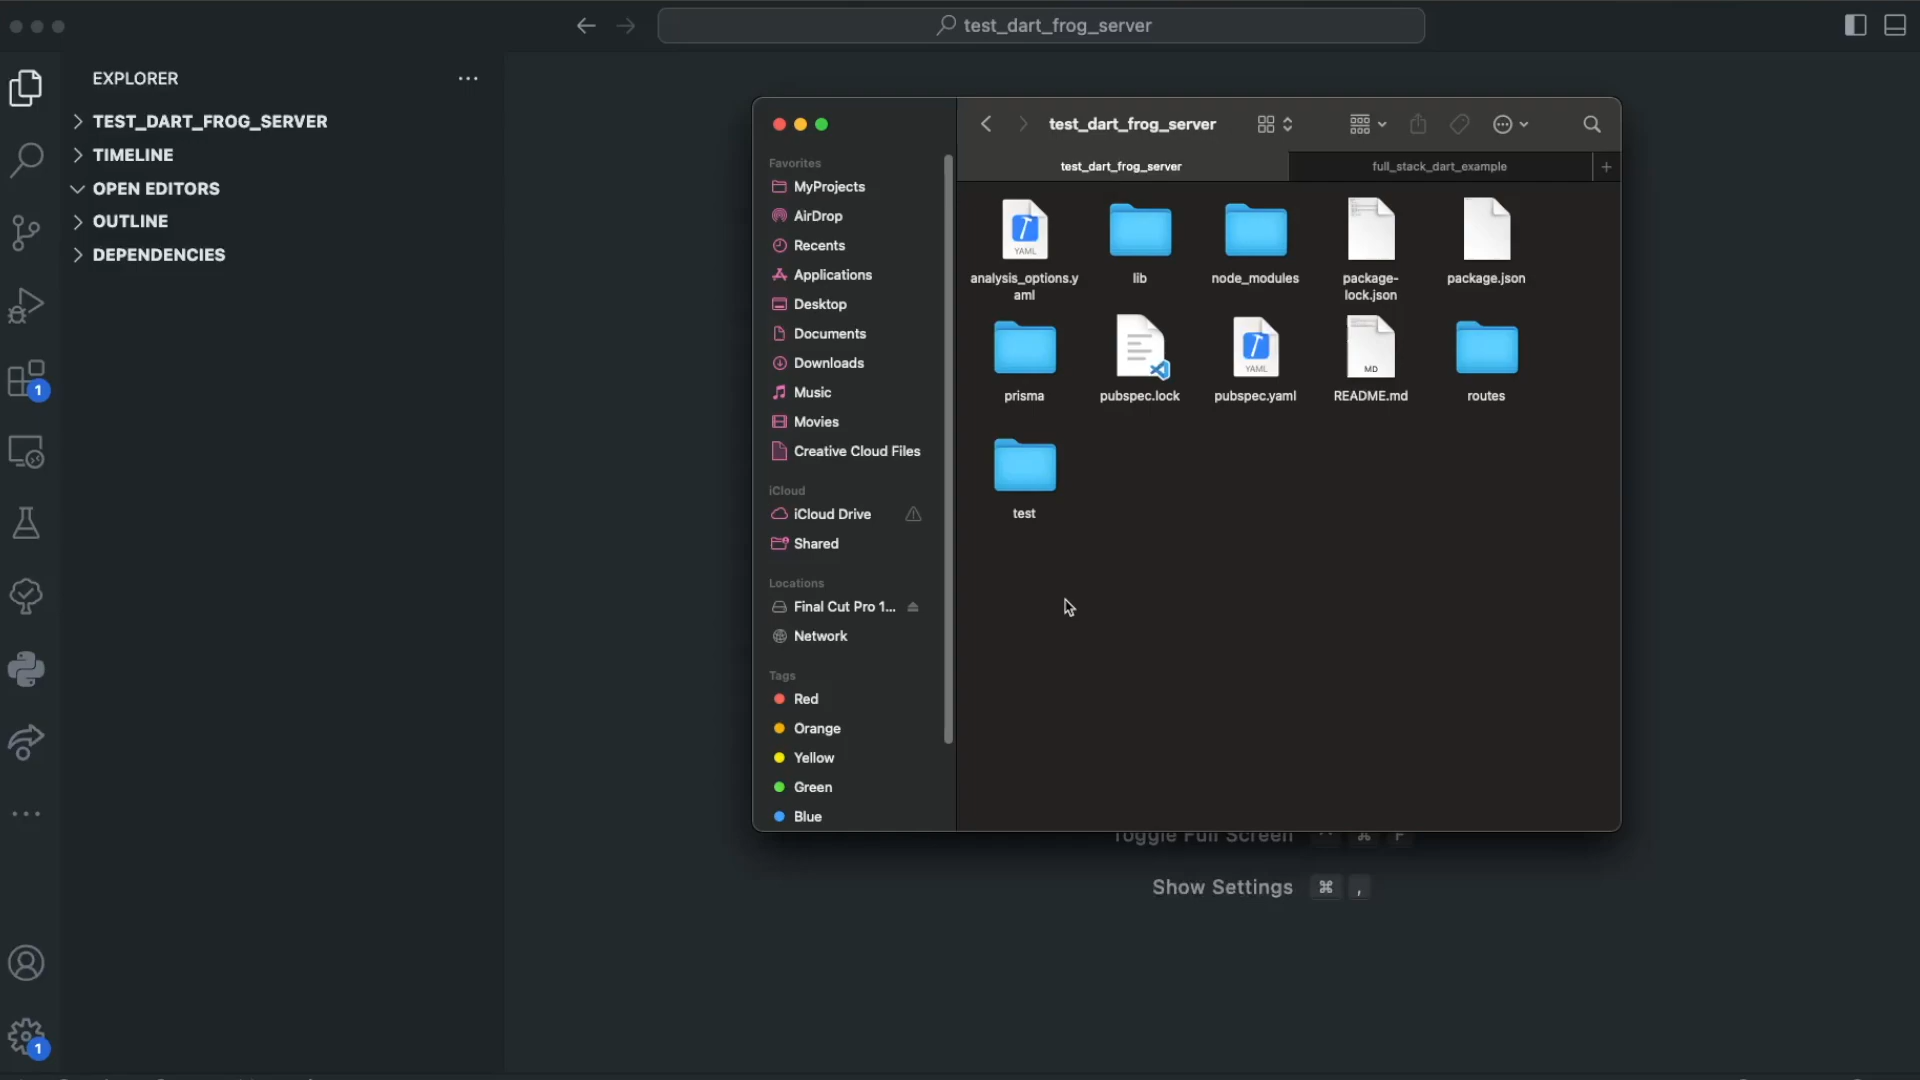 test_dart_frog_server
EXPLORER
TEST_DART_FROG_SERVER
TIMELINE
OPEN EDITORS
OUTLINE
DEPENDENCIES
1
1
test_dart_frog_server
test_dart_frog_server
full_stack_dart_example
Favorites
MyProjects
AirDrop
Recents
Applications
Desktop
Documents
Downloads
Music
Movies
Creative Cloud Files
iCloud
iCloud Drive
Shared
Locations
Final Cut Pro 1...
Network
Tags
Red
Orange
Yellow
Green
Blue
YAML
analysis_options.y
aml
lib
node_modules
package-
lock.json
package.json
prisma
pubspec.lock
YAML
pubspec.yaml
MD
README.md
routes
test
Toggle Full Screen ^ ⌘ F
Show Settings ⌘ ,